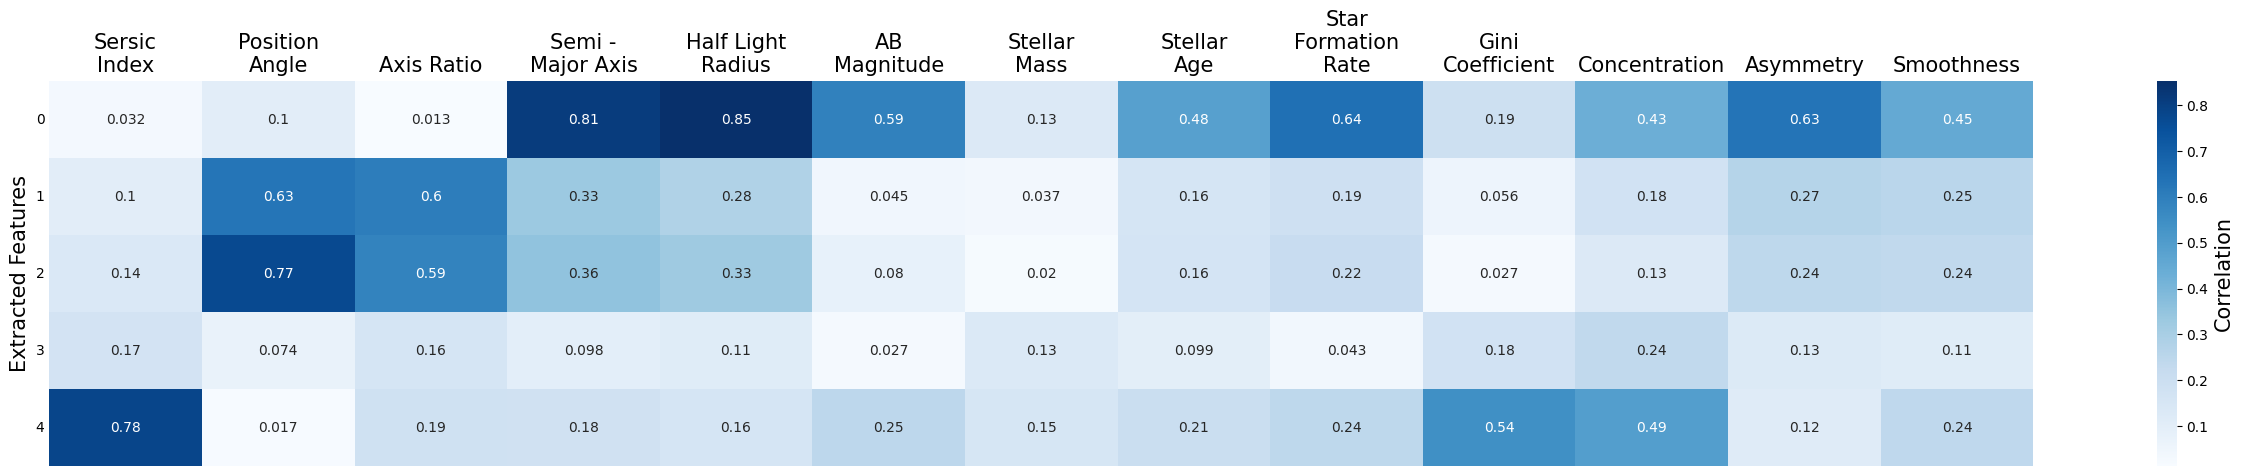 Sersic Index
Position Angle
Axis Ratio
Semi - Major Axis
Half Light Radius
AB Magnitude
Stellar Mass
Stellar Age
Star Formation Rate
Gini Coefficient
Concentration
Asymmetry
Smoothness
Extracted Features
0 0.032 0.1 0.013 0.81 0.85 0.59 0.13 0.48 0.64 0.19 0.43 0.63 0.45
1 0.1 0.63 0.6 0.33 0.28 0.045 0.037 0.16 0.19 0.056 0.18 0.27 0.25
2 0.14 0.77 0.59 0.36 0.33 0.08 0.02 0.16 0.22 0.027 0.13 0.24 0.24
3 0.17 0.074 0.16 0.098 0.11 0.027 0.13 0.099 0.043 0.18 0.24 0.13 0.11
4 0.78 0.017 0.19 0.18 0.16 0.25 0.15 0.21 0.24 0.54 0.49 0.12 0.24
0.8
0.7
0.6
0.5
0.4
0.3
0.2
0.1
Correlation